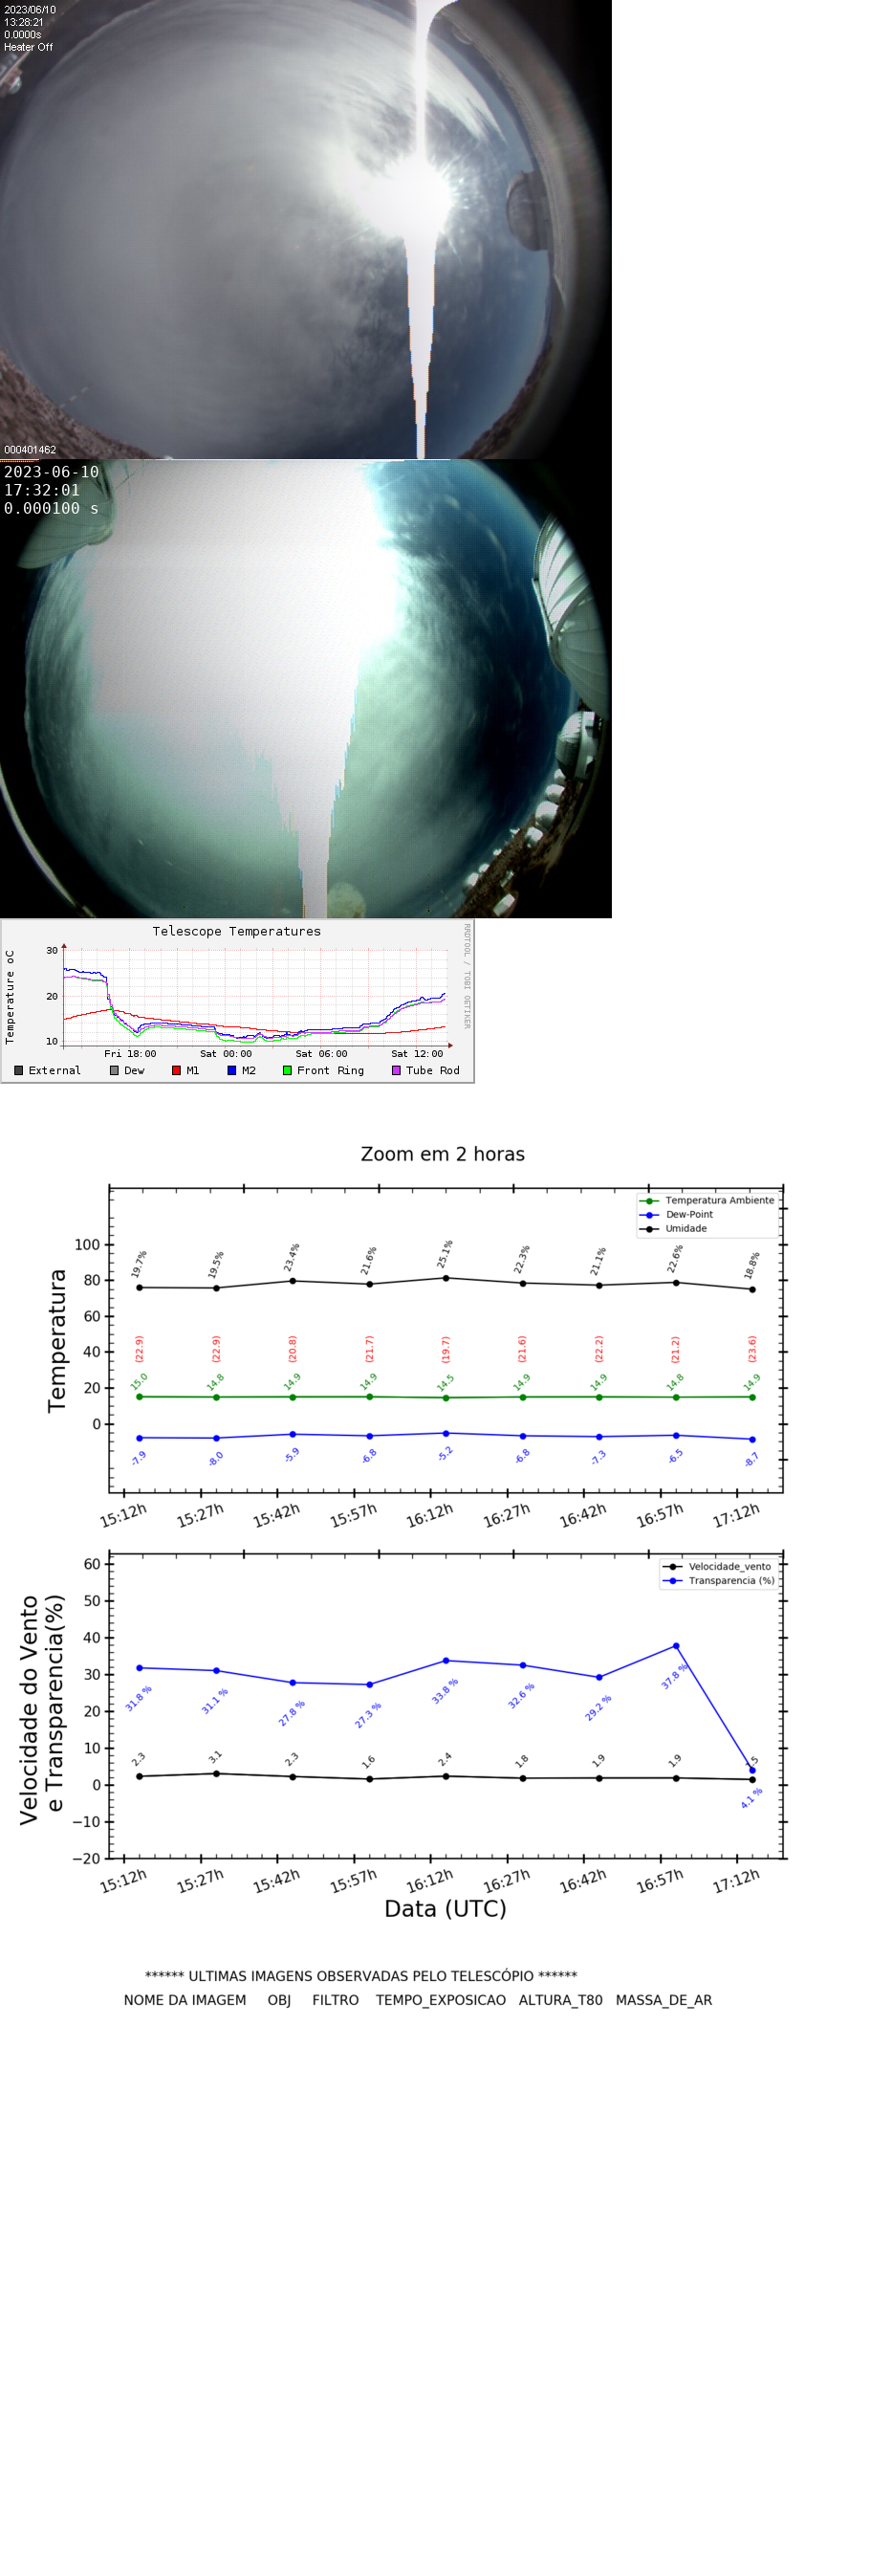 2023/06/10
13:28:21
0.0000s
Heater Off
000401462
2023-06-10
17:32:01
0.000100 s
Telescope Temperatures
RRDTOOL / TOBI OETIKER
Temperature oC
30
20
10
Fri 18:00 Sat 00:00 Sat 06:00 Sat 12:00
External Dew M1 M2 Front Ring Tube Rod
Zoom em 2 horas
Temperatura Ambiente
Dew-Point
Umidade
Temperatura
100
80
60
40
20
0
19.7% 19.5% 23.4% 21.6% 25.1% 22.3% 21.1% 22.6% 18.8%
(22.9) (22.9) (20.8) (21.7) (19.7) (21.6) (22.2) (21.2) (23.6)
15.0 14.8 14.9 14.9 14.5 14.9 14.9 14.8 14.9
-7.9 -8.0 -5.9 -6.8 -5.2 -6.8 -7.3 -6.5 -8.7
15:12h 15:27h 15:42h 15:57h 16:12h 16:27h 16:42h 16:57h 17:12h
Velocidade_vento
Transparencia (%)
Velocidade do Vento
e Transparencia(%)
60
50
40
30
20
10
0
−10
−20
31.8 % 31.1 % 27.8 % 27.3 % 33.8 % 32.6 % 29.2 % 37.8 % 4.1 %
2.3 3.1 2.3 1.6 2.4 1.8 1.9 1.9 1.5
15:12h 15:27h 15:42h 15:57h 16:12h 16:27h 16:42h 16:57h 17:12h
Data (UTC)
****** ULTIMAS IMAGENS OBSERVADAS PELO TELESCÓPIO ******
NOME DA IMAGEM OBJ FILTRO TEMPO_EXPOSICAO ALTURA_T80 MASSA_DE_AR